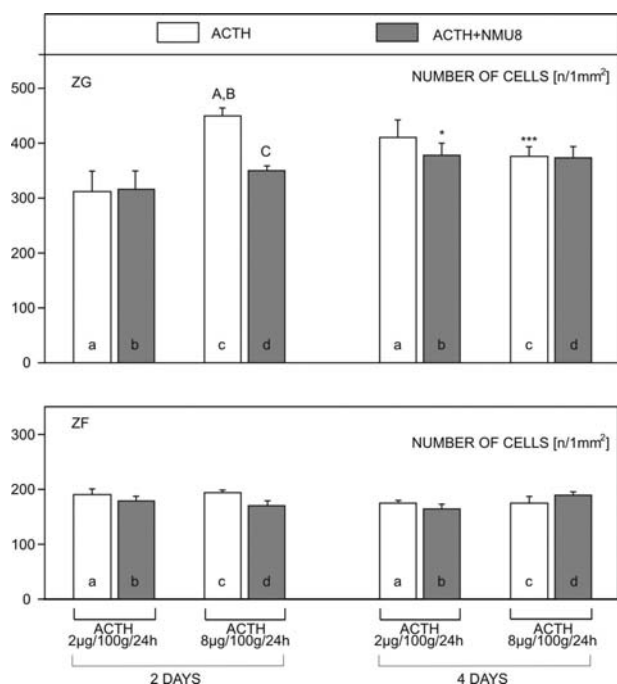 ACTH ACTH+NMU8
ZG NUMBER OF CELLS [n/1mm²]
500
A,B
400
* ***
C
300
200
100
a b c d a b c d
0
ZF
300
NUMBER OF CELLS [n/1mm²]
200
100
a b c d a b c d
0
ACTH ACTH ACTH ACTH
2µg/100g/24h 8µg/100g/24h 2µg/100g/24h 8µg/100g/24h
2 DAYS 4 DAYS